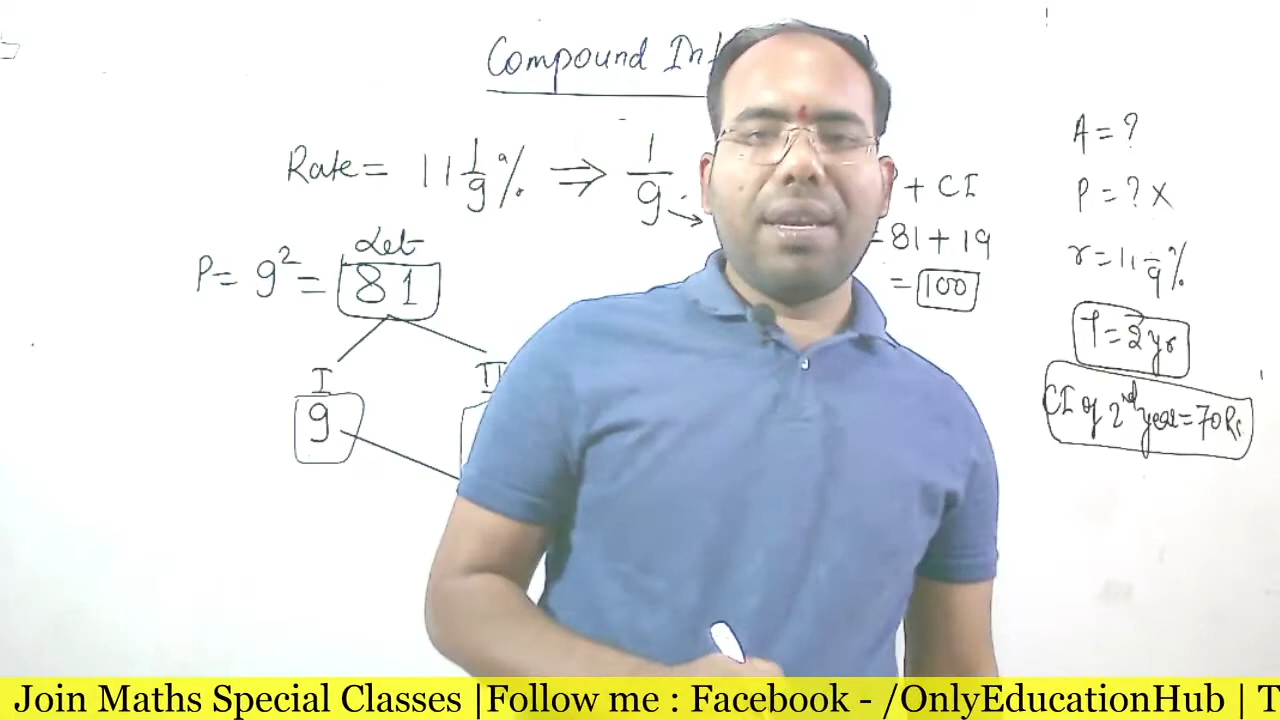 Compound Int
Rate = 11 1/9 % ⇒ 1/9
P = 9² = 81
Let
I
II
9
+ CI
= 81 + 19
= 100
A = ?
P = ? X
r = 11 1/9 %
T = 2 yr
CI of 2nd year = 70 Rs
Join Maths Special Classes |Follow me : Facebook - /OnlyEducationHub | T